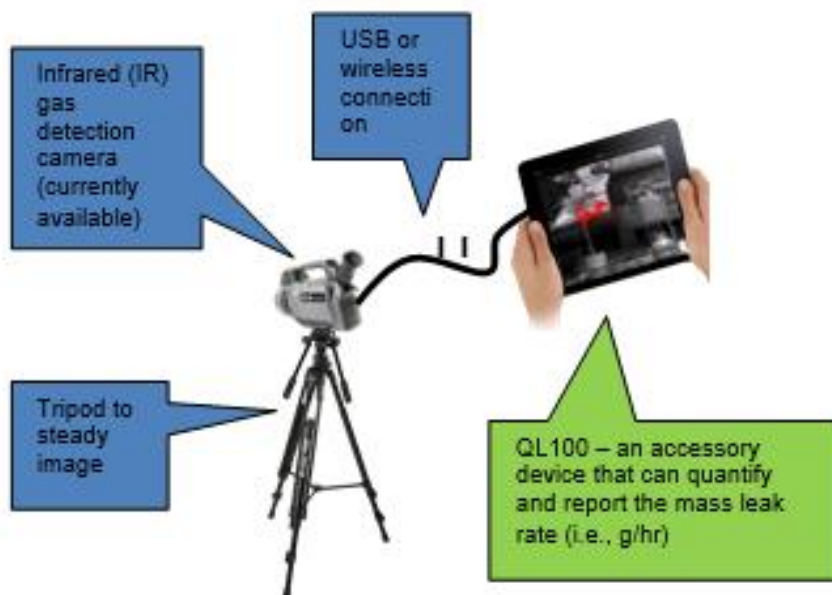 Infrared (IR)
gas
detection
camera
(currently
available)
USB or
wireless
connecti
on
Tripod to
steady
image
QL100 – an accessory
device that can quantify
and report the mass leak
rate (i.e., g/hr)